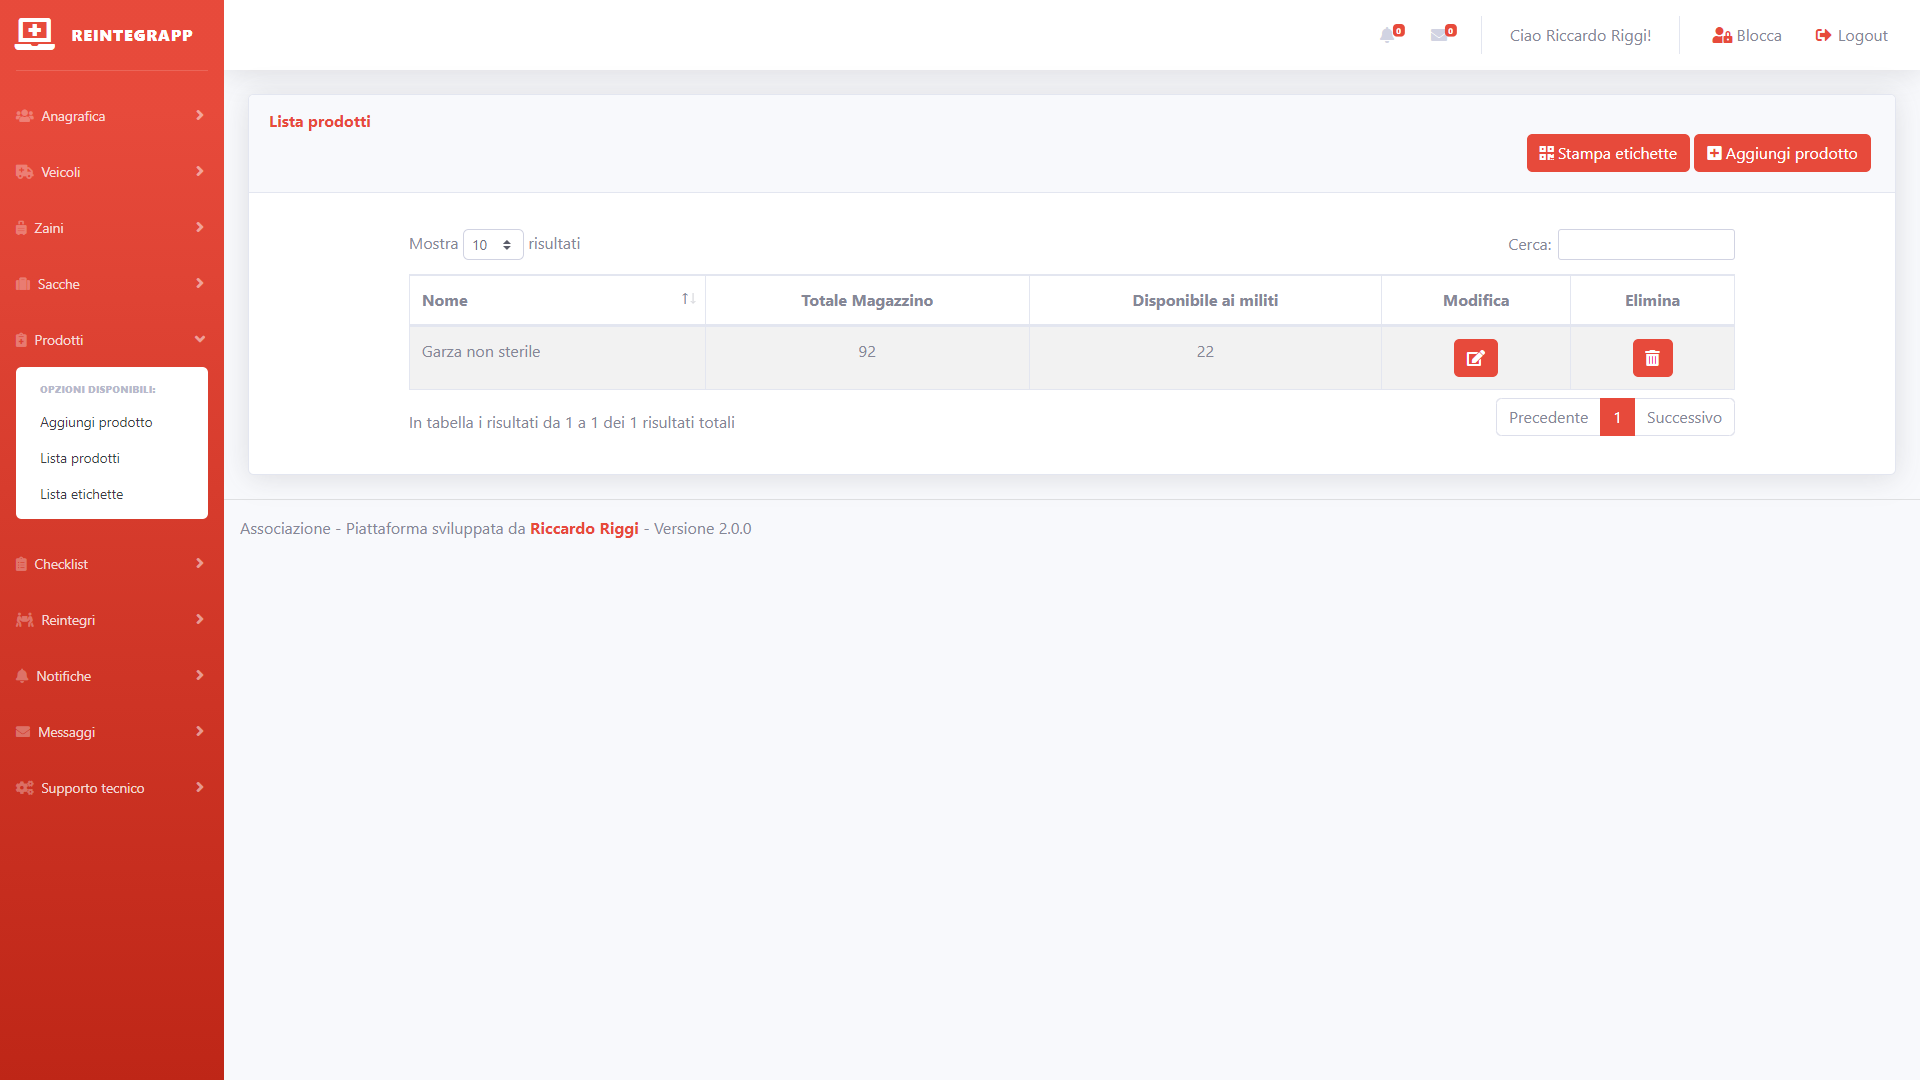 REINTEGRAPP
0
0
Ciao Riccardo Riggi!
Blocca
Logout
Anagrafica
Veicoli
Zaini
Sacche
Prodotti
OPZIONI DISPONIBILI:
Aggiungi prodotto
Lista prodotti
Lista etichette
Checklist
Reintegri
Notifiche
Messaggi
Supporto tecnico
Lista prodotti
Stampa etichette
Aggiungi prodotto
Mostra 10 risultati
Cerca:
Nome Totale Magazzino Disponibile ai militi Modifica Elimina
Garza non sterile 92 22
In tabella i risultati da 1 a 1 dei 1 risultati totali
Precedente 1 Successivo
Associazione - Piattaforma sviluppata da Riccardo Riggi - Versione 2.0.0